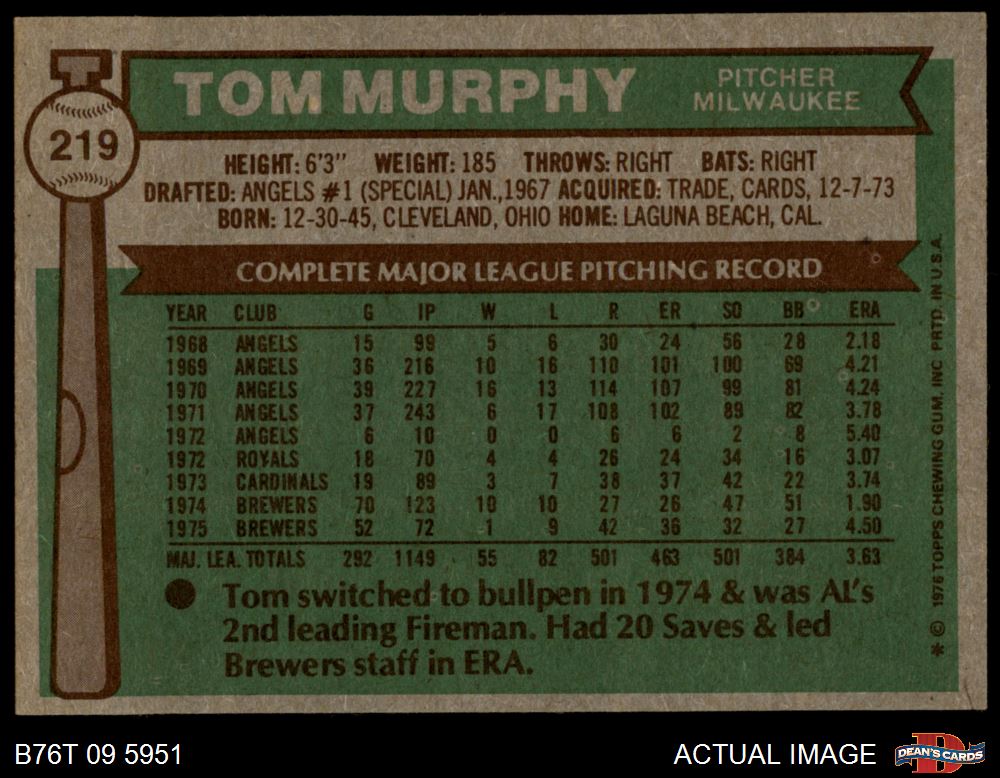 219
TOM MURPHY
PITCHER
MILWAUKEE
HEIGHT: 6'3" WEIGHT: 185 THROWS: RIGHT BATS: RIGHT
DRAFTED: ANGELS #1 (SPECIAL) JAN.,1967 ACQUIRED: TRADE, CARDS, 12-7-73
BORN: 12-30-45, CLEVELAND, OHIO HOME: LAGUNA BEACH, CAL.
COMPLETE MAJOR LEAGUE PITCHING RECORD
YEAR CLUB G IP W L R ER SO BB ERA
1968 ANGELS 15 99 5 6 30 24 56 28 2.18
1969 ANGELS 36 216 10 16 110 101 100 69 4.21
1970 ANGELS 39 227 16 13 114 107 99 81 4.24
1971 ANGELS 37 243 6 17 108 102 89 82 3.78
1972 ANGELS 6 10 0 0 6 6 2 8 5.40
1972 ROYALS 18 70 4 4 26 24 34 16 3.07
1973 CARDINALS 19 89 3 7 38 37 42 22 3.74
1974 BREWERS 70 123 10 10 27 26 47 51 1.90
1975 BREWERS 52 72 1 9 42 36 32 27 4.50
MAJ. LEA. TOTALS 292 1149 55 82 501 463 501 384 3.63
● Tom switched to bullpen in 1974 & was AL's
2nd leading Fireman. Had 20 Saves & led
Brewers staff in ERA.
* © 1976 TOPPS CHEWING GUM, INC PRTD. IN U.S.A.
B76T 09 5951
ACTUAL IMAGE
DEAN'S CARDS